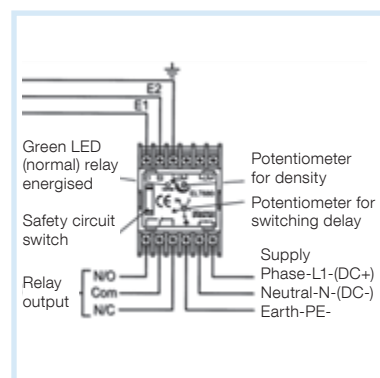 E2
E1
Green LED
(normal) relay
energised
Safety circuit
switch
Potentiometer
for density
Potentiometer for
switching delay
CE
Relay
output
N/O
Com
N/C
Supply
Phase-L1-(DC+)
Neutral-N-(DC-)
Earth-PE-